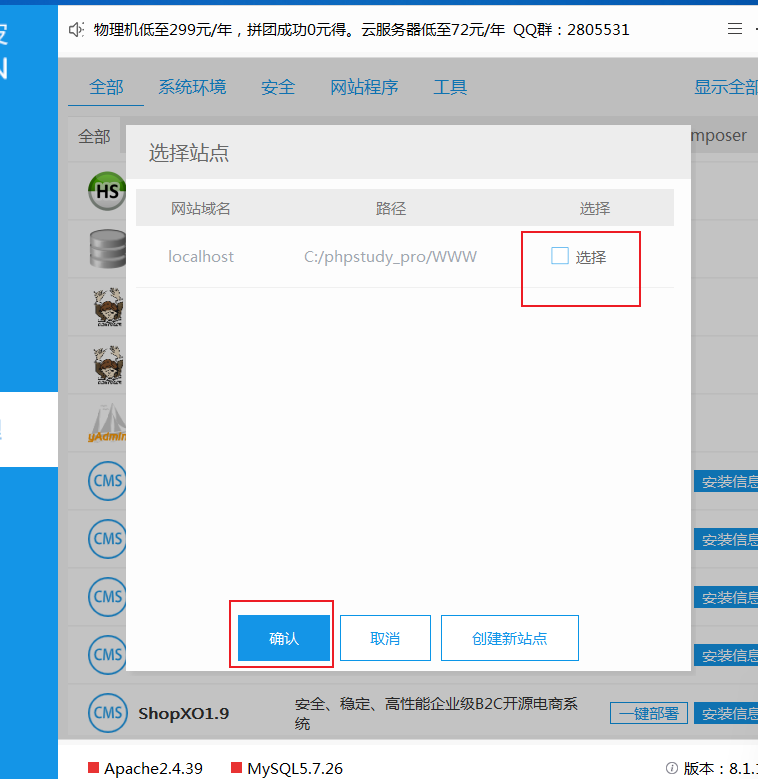 物理机低至299元/年，拼团成功0元得。云服务器低至72元/年 QQ群：2805531
N
全部 系统环境 安全 网站程序 工具 显示全部
全部
mposer
选择站点
HS
网站域名 路径 选择
localhost C:/phpstudy_pro/WWW 选择
yAdmin
CMS 安装信息
CMS 安装信息
CMS 安装信息
确认 取消 创建新站点
CMS 安装信息
CMS ShopXO1.9 安全、稳定、高性能企业级B2C开源电商系
统
一键部署 安装信息
Apache2.4.39 MySQL5.7.26 版本：8.1.